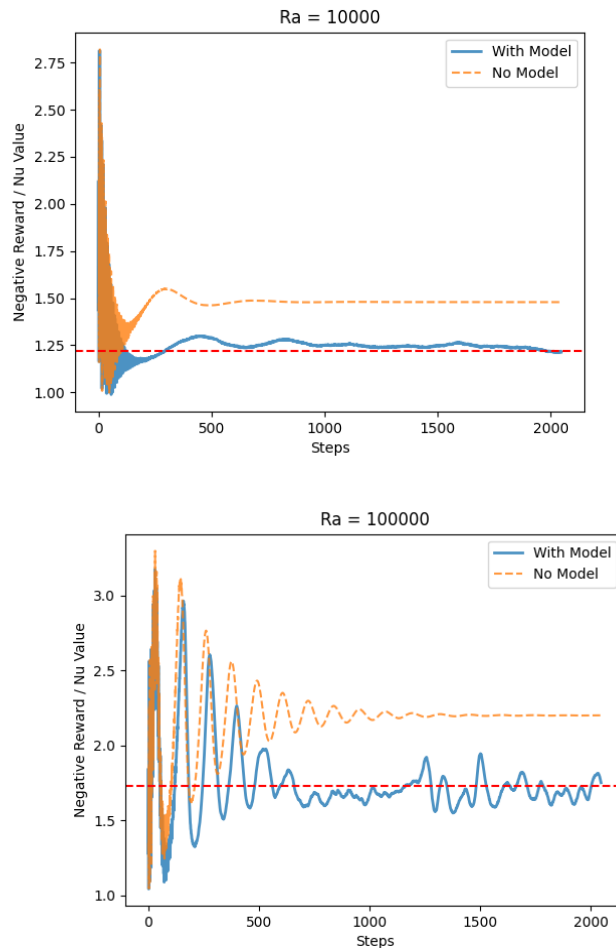 Ra = 10000
With Model
No Model
Negative Reward / Nu Value
2.75
2.50
2.25
2.00
1.75
1.50
1.25
1.00
0
500
1000
1500
2000
Steps
Ra = 100000
With Model
No Model
Negative Reward / Nu Value
3.0
2.5
2.0
1.5
1.0
0
500
1000
1500
2000
Steps